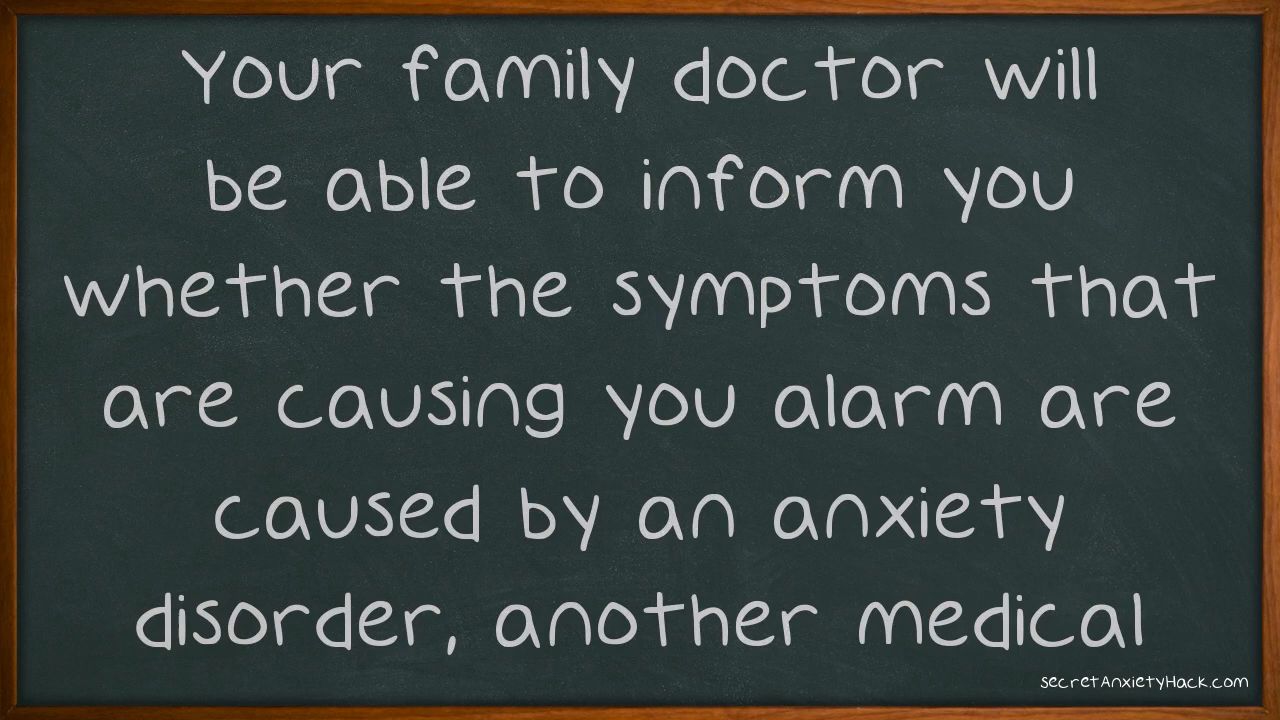 Your family doctor will
be able to inform you
whether the symptoms that
are causing you alarm are
caused by an anxiety
disorder, another medical
secretAnxietyHack.com